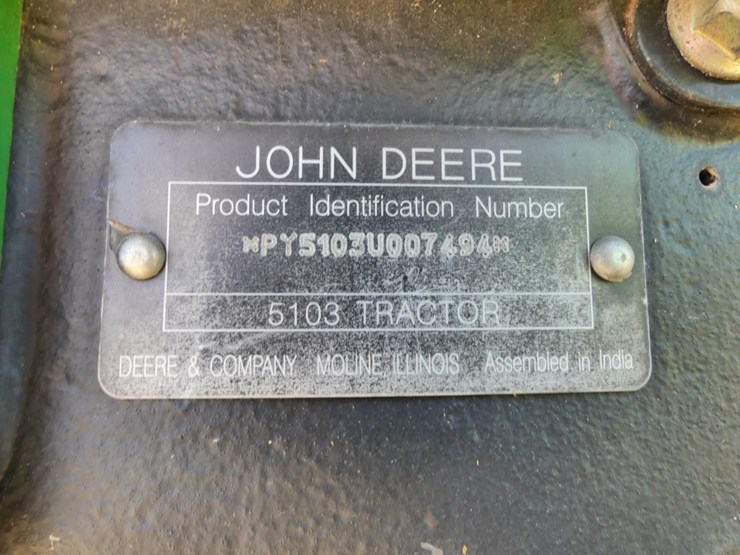 JOHN DEERE
Product Identification Number
*PY5103U007494*
5103 TRACTOR
DEERE & COMPANY MOLINE ILLINOIS Assembled in India